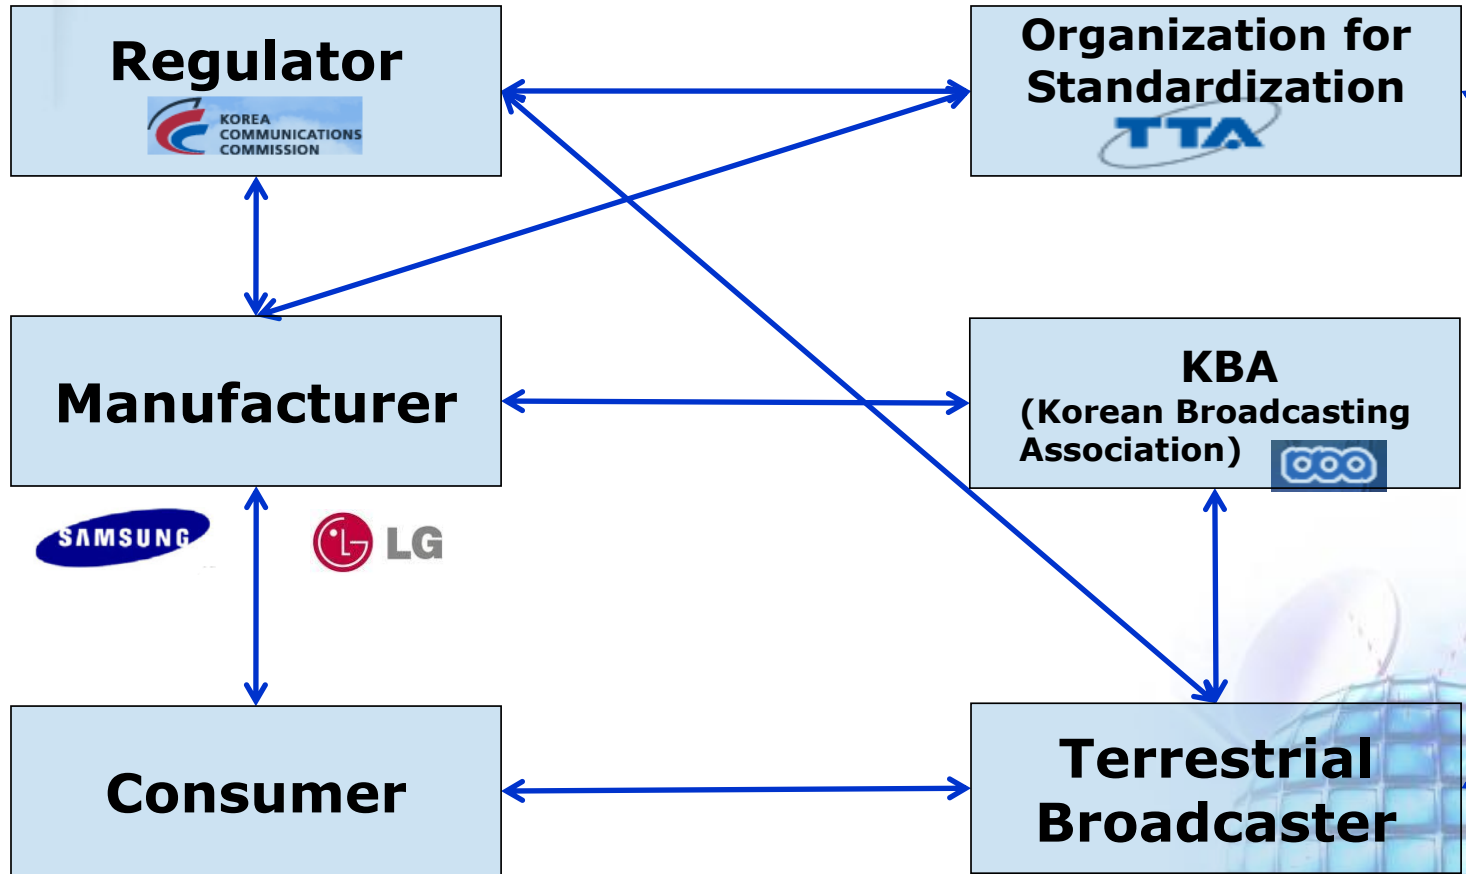 Regulator
KOREA
COMMUNICATIONS
COMMISSION
Organization for
Standardization
TTA
Manufacturer
KBA
(Korean Broadcasting
Association)
SAMSUNG
LG
Consumer
Terrestrial
Broadcaster